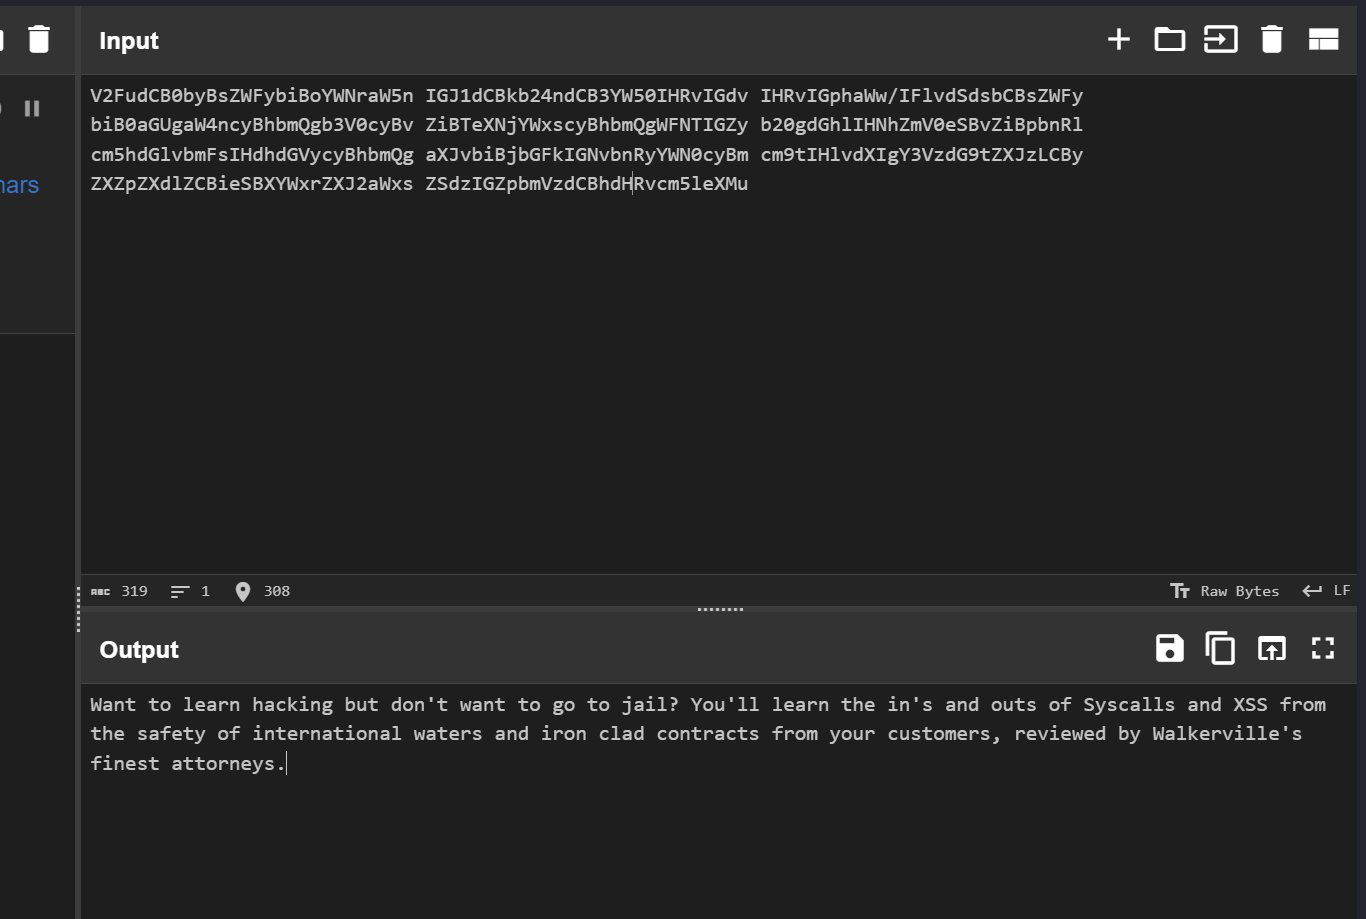 Input
V2FudCB0byBsZWFybiBoYWNraW5n IGJ1dCBkb24ndCB3YW50IHRvIGdv IHRvIGphaWw/IFlvdSdsbCBsZWFy
biB0aGUgaW4ncyBhbmQgb3V0cyBv ZiBTeXNjYWxscyBhbmQgWFNTIGZy b20gdGhlIHNhZmV0eSBvZiBpbnRl
cm5hdGlvbmFsIHdhdGVycyBhbmQg aXJvbiBjbGFkIGNvbnRyYWN0cyBm cm9tIHlvdXIgY3VzdG9tZXJzLCBy
ZXZpZXdlZCBieSBXYWxrZXJ2aWxs ZSdzIGZpbmVzdCBhdHRvcm5leXMu
ABC 319 1 308
Raw Bytes LF
Output
Want to learn hacking but don't want to go to jail? You'll learn the in's and outs of Syscalls and XSS from
the safety of international waters and iron clad contracts from your customers, reviewed by Walkerville's
finest attorneys.